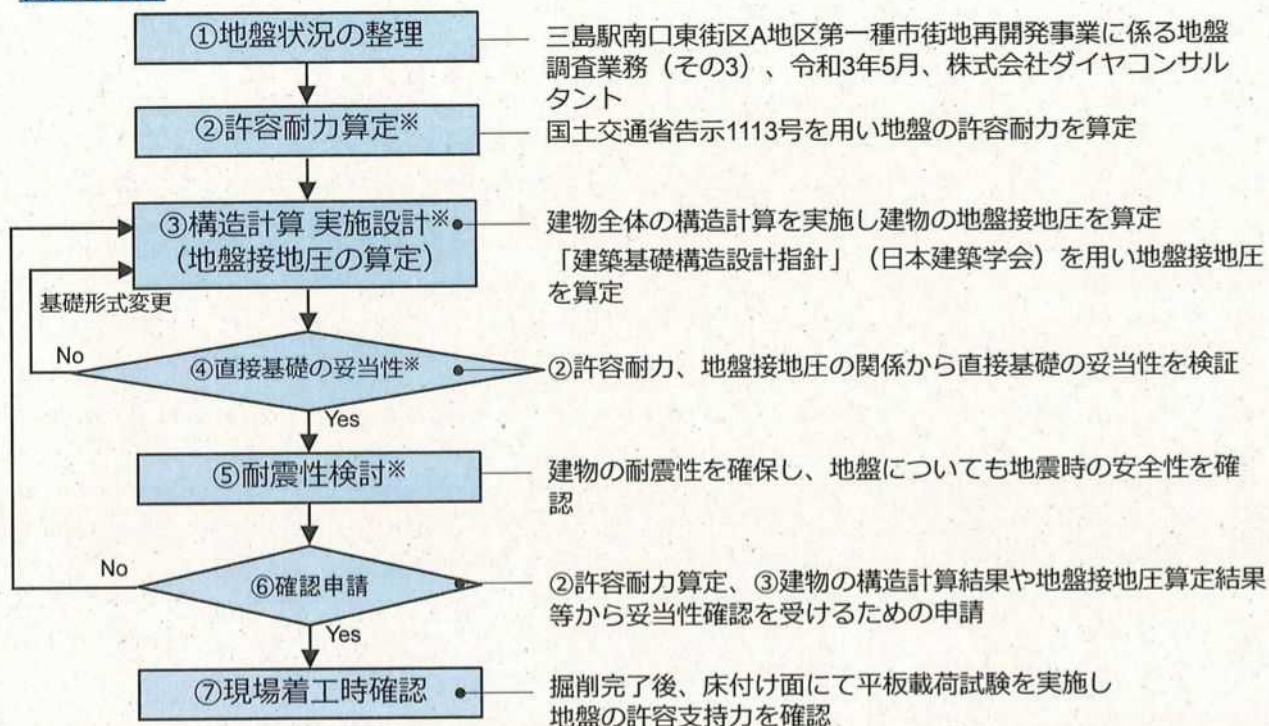 ①地盤状況の整理
三島駅南口東街区A地区第一種市街地再開発事業に係る地盤
調査業務（その3）、令和3年5月、株式会社ダイヤコンサル
タント
②許容耐力算定※
国土交通省告示1113号を用い地盤の許容耐力を算定
③構造計算 実施設計※
(地盤接地圧の算定)
建物全体の構造計算を実施し建物の地盤接地圧を算定
「建築基礎構造設計指針」（日本建築学会）を用い地盤接地圧
を算定
基礎形式変更
No
④直接基礎の妥当性※
②許容耐力、地盤接地圧の関係から直接基礎の妥当性を検証
Yes
⑤耐震性検討※
建物の耐震性を確保し、地盤についても地震時の安全性を確
認
No
⑥確認申請
②許容耐力算定、③建物の構造計算結果や地盤接地圧算定結果
等から妥当性確認を受けるための申請
Yes
⑦現場着工時確認
掘削完了後、床付け面にて平板載荷試験を実施し
地盤の許容支持力を確認